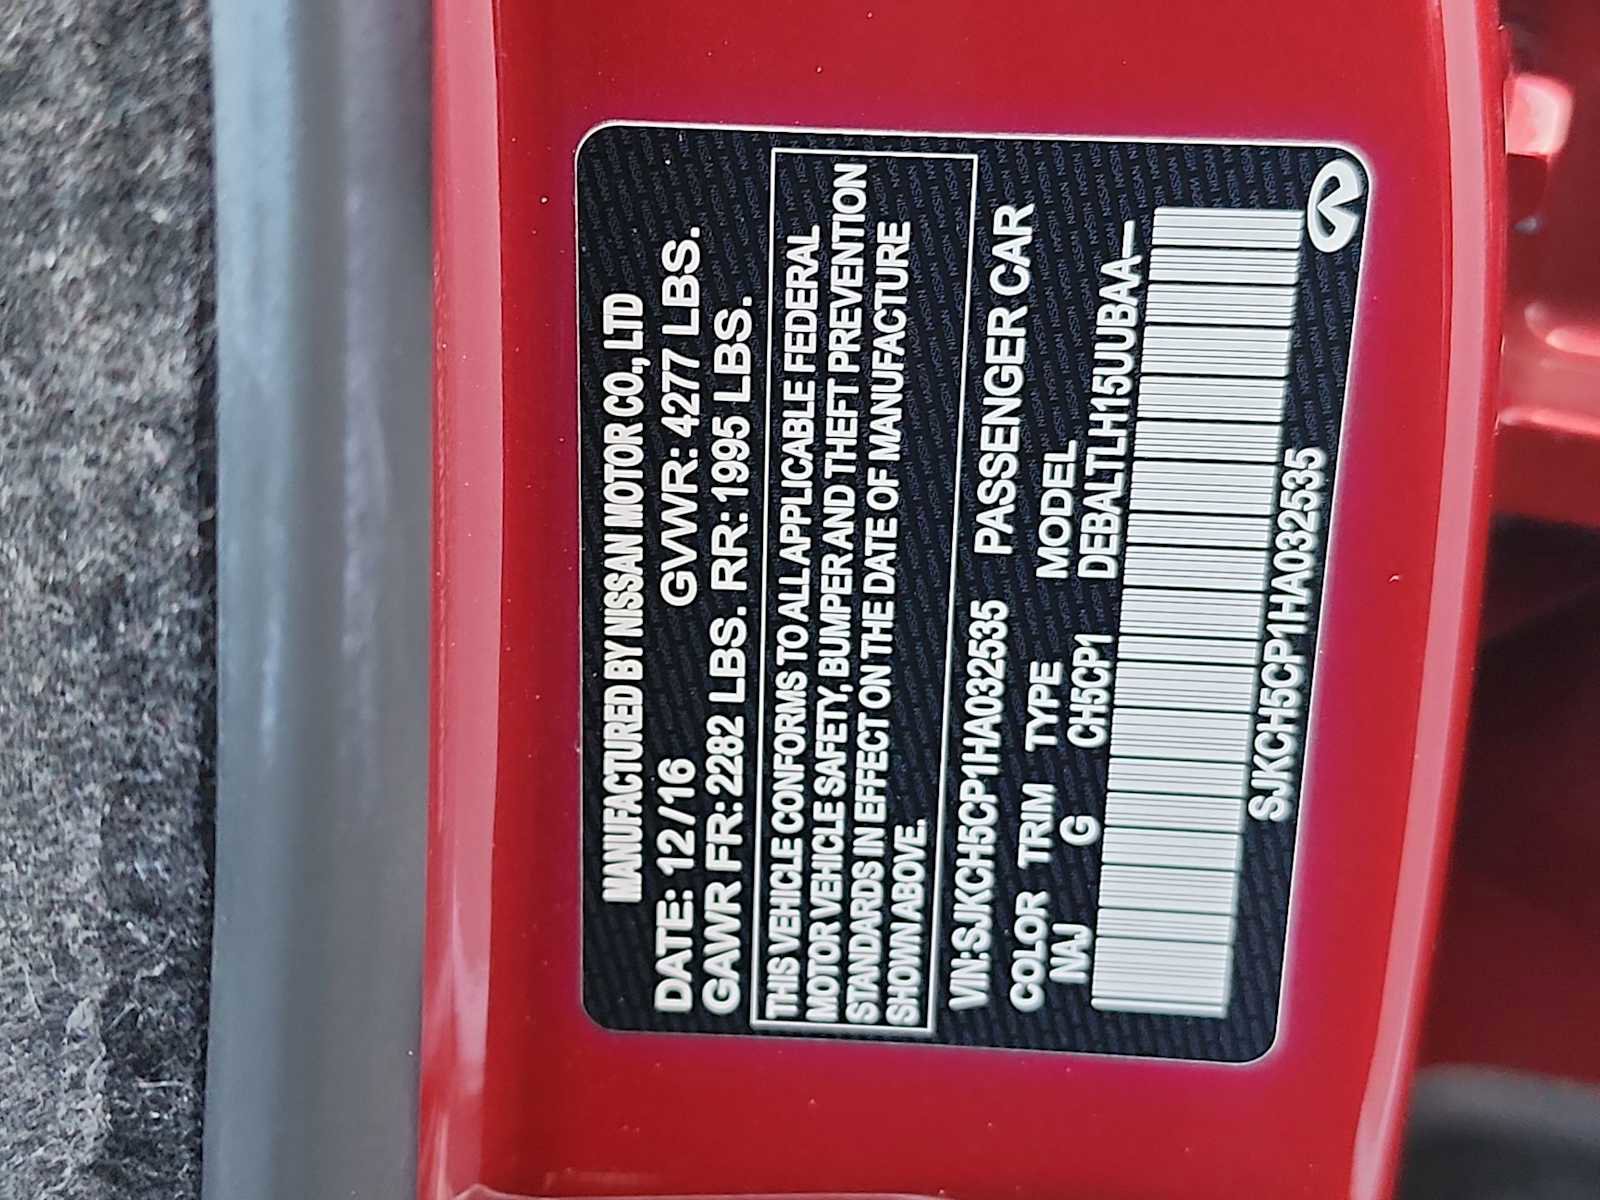 MANUFACTURED BY NISSAN MOTOR CO., LTD
DATE: 12/16 GVWR: 4277 LBS.
GAWR FR: 2282 LBS. RR: 1995 LBS.
THIS VEHICLE CONFORMS TO ALL APPLICABLE FEDERAL
MOTOR VEHICLE SAFETY, BUMPER AND THEFT PREVENTION
STANDARDS IN EFFECT ON THE DATE OF MANUFACTURE
SHOWN ABOVE.
VIN:SJKCH5CP1HA032535 PASSENGER CAR
COLOR TRIM TYPE MODEL
NAJ G CH5CP1 DEBALTLH15UUBAA—
SJKCH5CP1HA032535